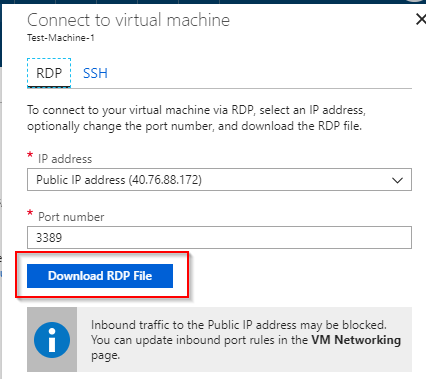 Connect to virtual machine
Test-Machine-1
RDP SSH
To connect to your virtual machine via RDP, select an IP address,
optionally change the port number, and download the RDP file.
* IP address
Public IP address (40.76.88.172)
* Port number
3389
Download RDP File
Inbound traffic to the Public IP address may be blocked.
You can update inbound port rules in the VM Networking
page.